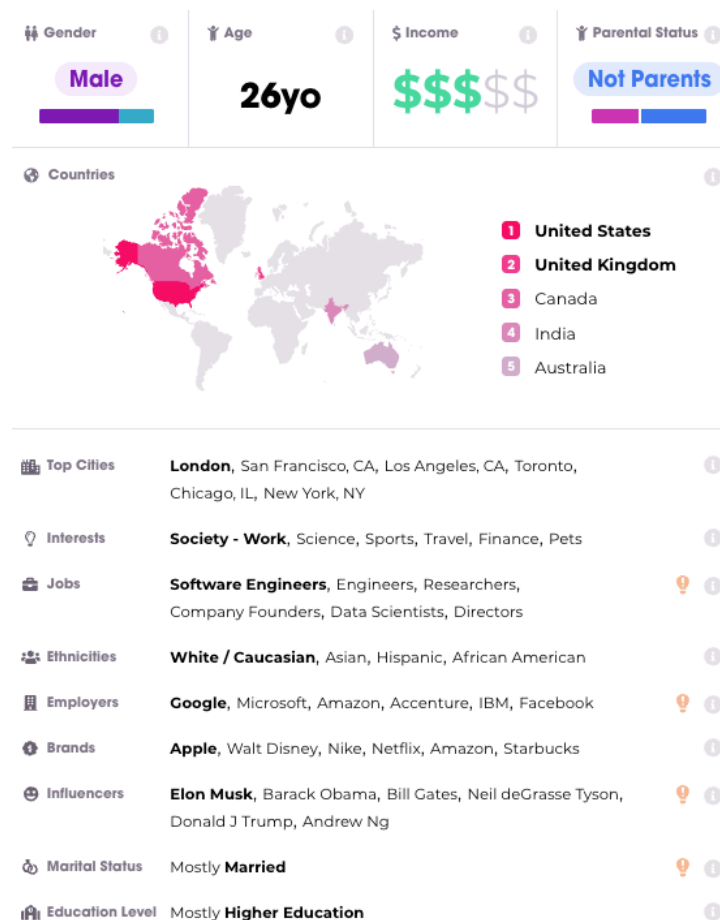 Gender
Age
$ Income
Parental Status
Male
26yo
$$$$$
Not Parents
Countries
1 United States
2 United Kingdom
3 Canada
4 India
5 Australia
Top Cities
London, San Francisco, CA, Los Angeles, CA, Toronto,
Chicago, IL, New York, NY
Interests
Society - Work, Science, Sports, Travel, Finance, Pets
Jobs
Software Engineers, Engineers, Researchers,
Company Founders, Data Scientists, Directors
Ethnicities
White / Caucasian, Asian, Hispanic, African American
Employers
Google, Microsoft, Amazon, Accenture, IBM, Facebook
Brands
Apple, Walt Disney, Nike, Netflix, Amazon, Starbucks
Influencers
Elon Musk, Barack Obama, Bill Gates, Neil deGrasse Tyson,
Donald J Trump, Andrew Ng
Marital Status
Mostly Married
Education Level
Mostly Higher Education